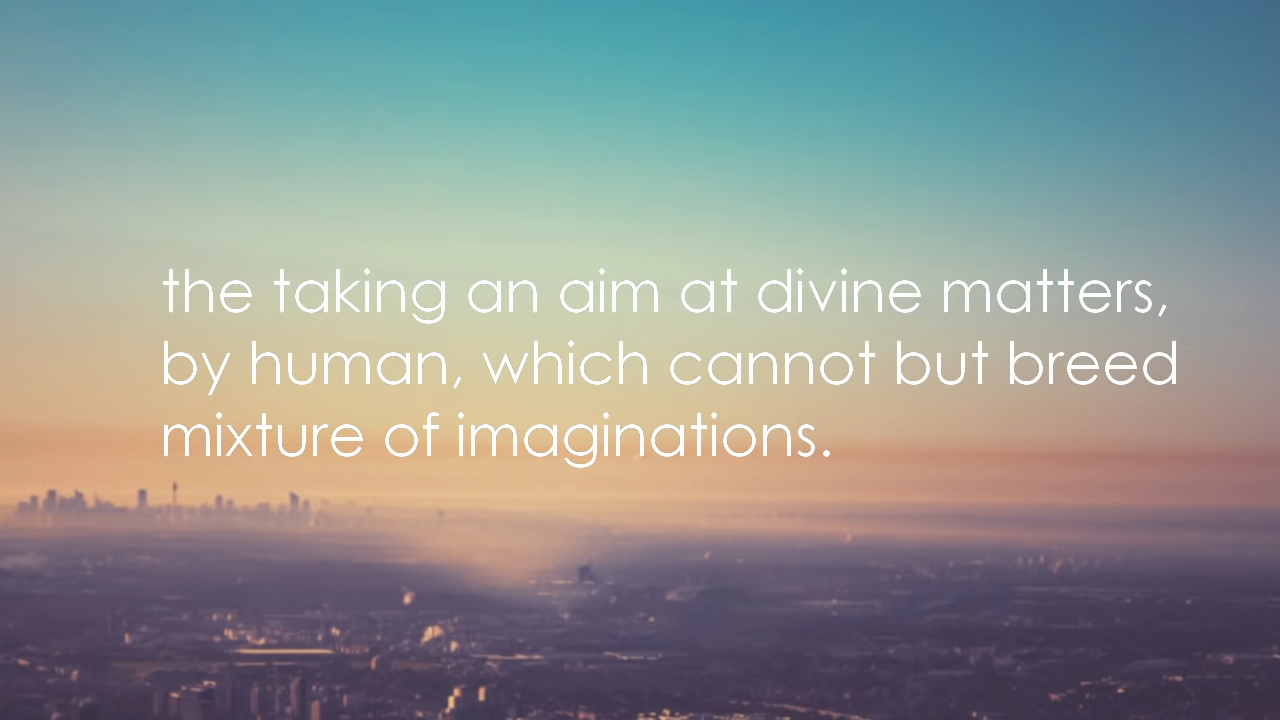 the taking an aim at divine matters,
by human, which cannot but breed
mixture of imaginations.